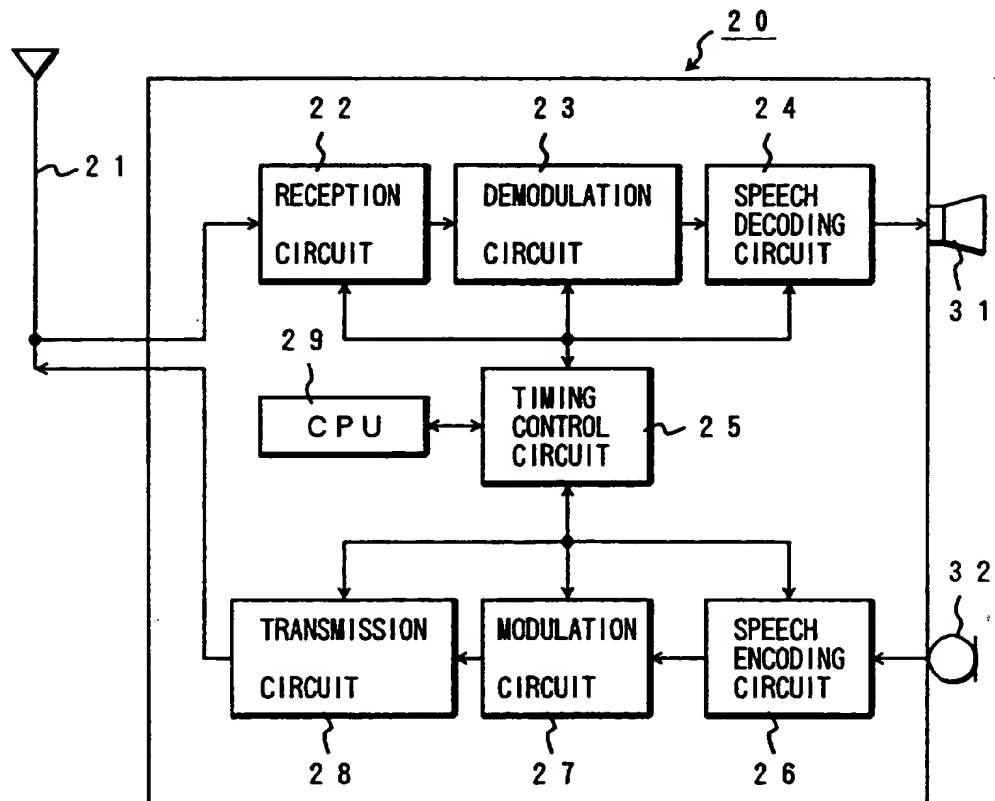 20
22
23
24
21
RECEPTION
CIRCUIT
DEMODULATION
CIRCUIT
SPEECH
DECODING
CIRCUIT
31
29
CPU
TIMING
CONTROL
CIRCUIT
25
32
TRANSMISSION
CIRCUIT
MODULATION
CIRCUIT
SPEECH
ENCODING
CIRCUIT
28
27
26